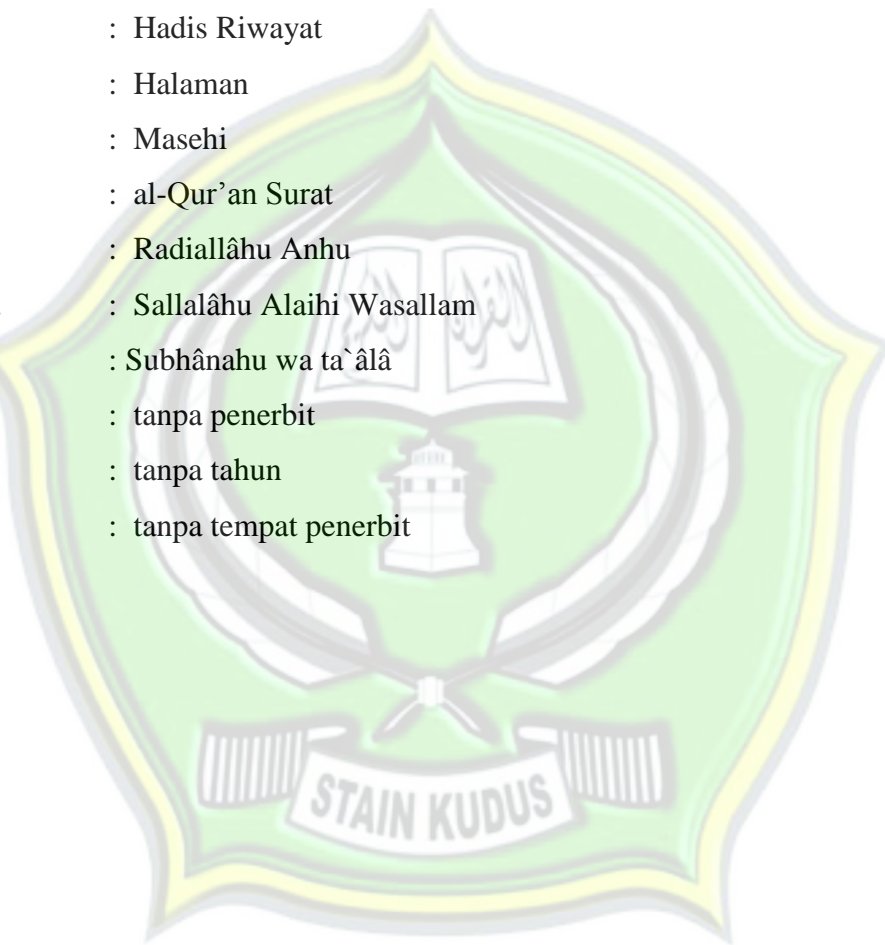 : Hadis Riwayat
: Halaman
: Masehi
: al-Qur’an Surat
: Radiallâhu Anhu
: Sallalâhu Alaihi Wasallam
: Subhânahu wa ta`âlâ
: tanpa penerbit
: tanpa tahun
: tanpa tempat penerbit
STAIN KUDUS